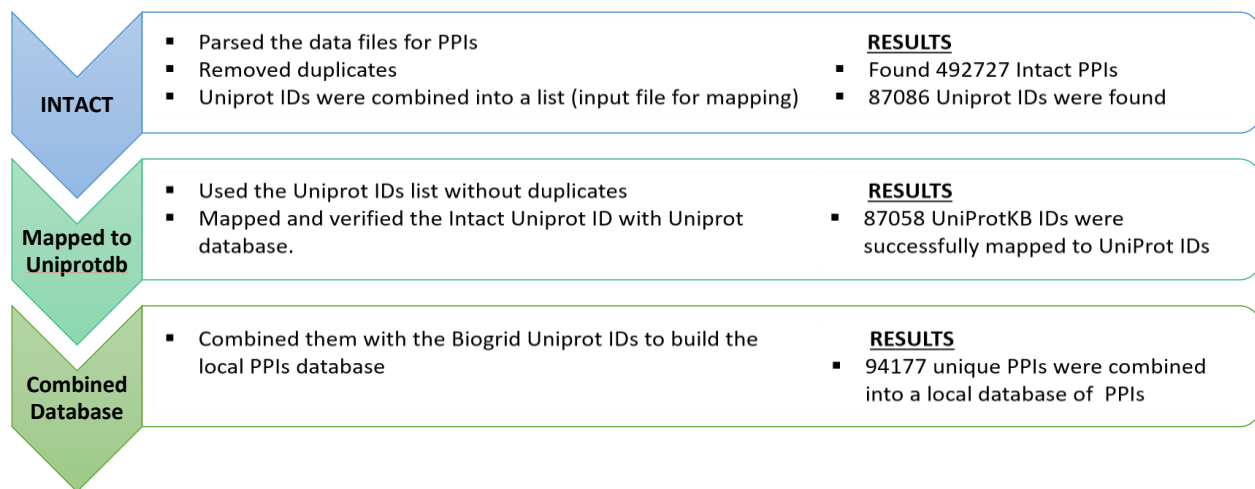 INTACT
▪ Parsed the data files for PPIs
▪ Removed duplicates
▪ Uniprot IDs were combined into a list (input file for mapping)
RESULTS
▪ Found 492727 Intact PPIs
▪ 87086 Uniprot IDs were found
Mapped to
Uniprotdb
▪ Used the Uniprot IDs list without duplicates
▪ Mapped and verified the Intact Uniprot ID with Uniprot
database.
RESULTS
▪ 87058 UniProtKB IDs were
successfully mapped to UniProt IDs
Combined
Database
▪ Combined them with the Biogrid Uniprot IDs to build the
local PPIs database
RESULTS
▪ 94177 unique PPIs were combined
into a local database of PPIs